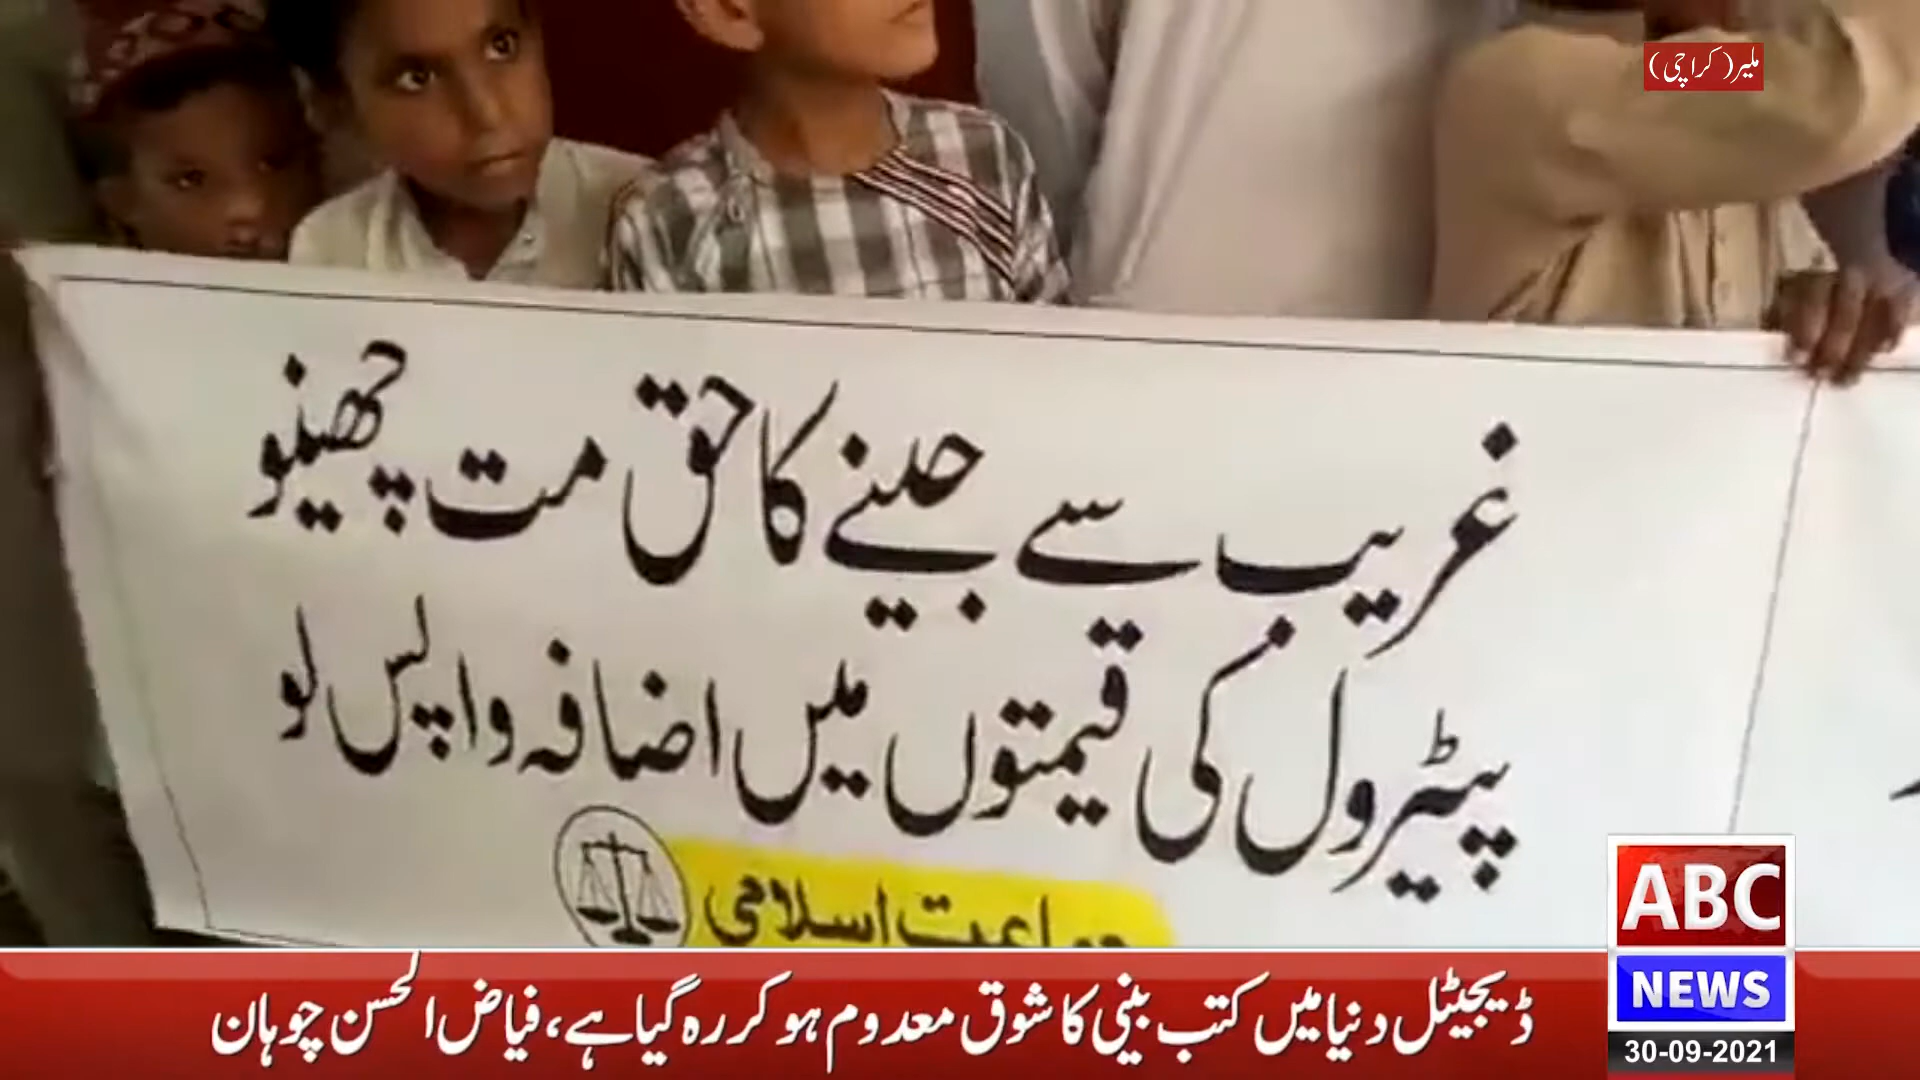 ملیر (کراچی)
غریب سے جینے کا حق مت چھینو
پیٹرول کی قیمتوں میں اضافہ واپس لو
جماعت اسلامی
ABC
NEWS
ڈیجیٹل دنیا میں کتب بینی کا شوق معدوم ہو کر رہ گیا ہے، فیاض الحسن چوہان
30-09-2021